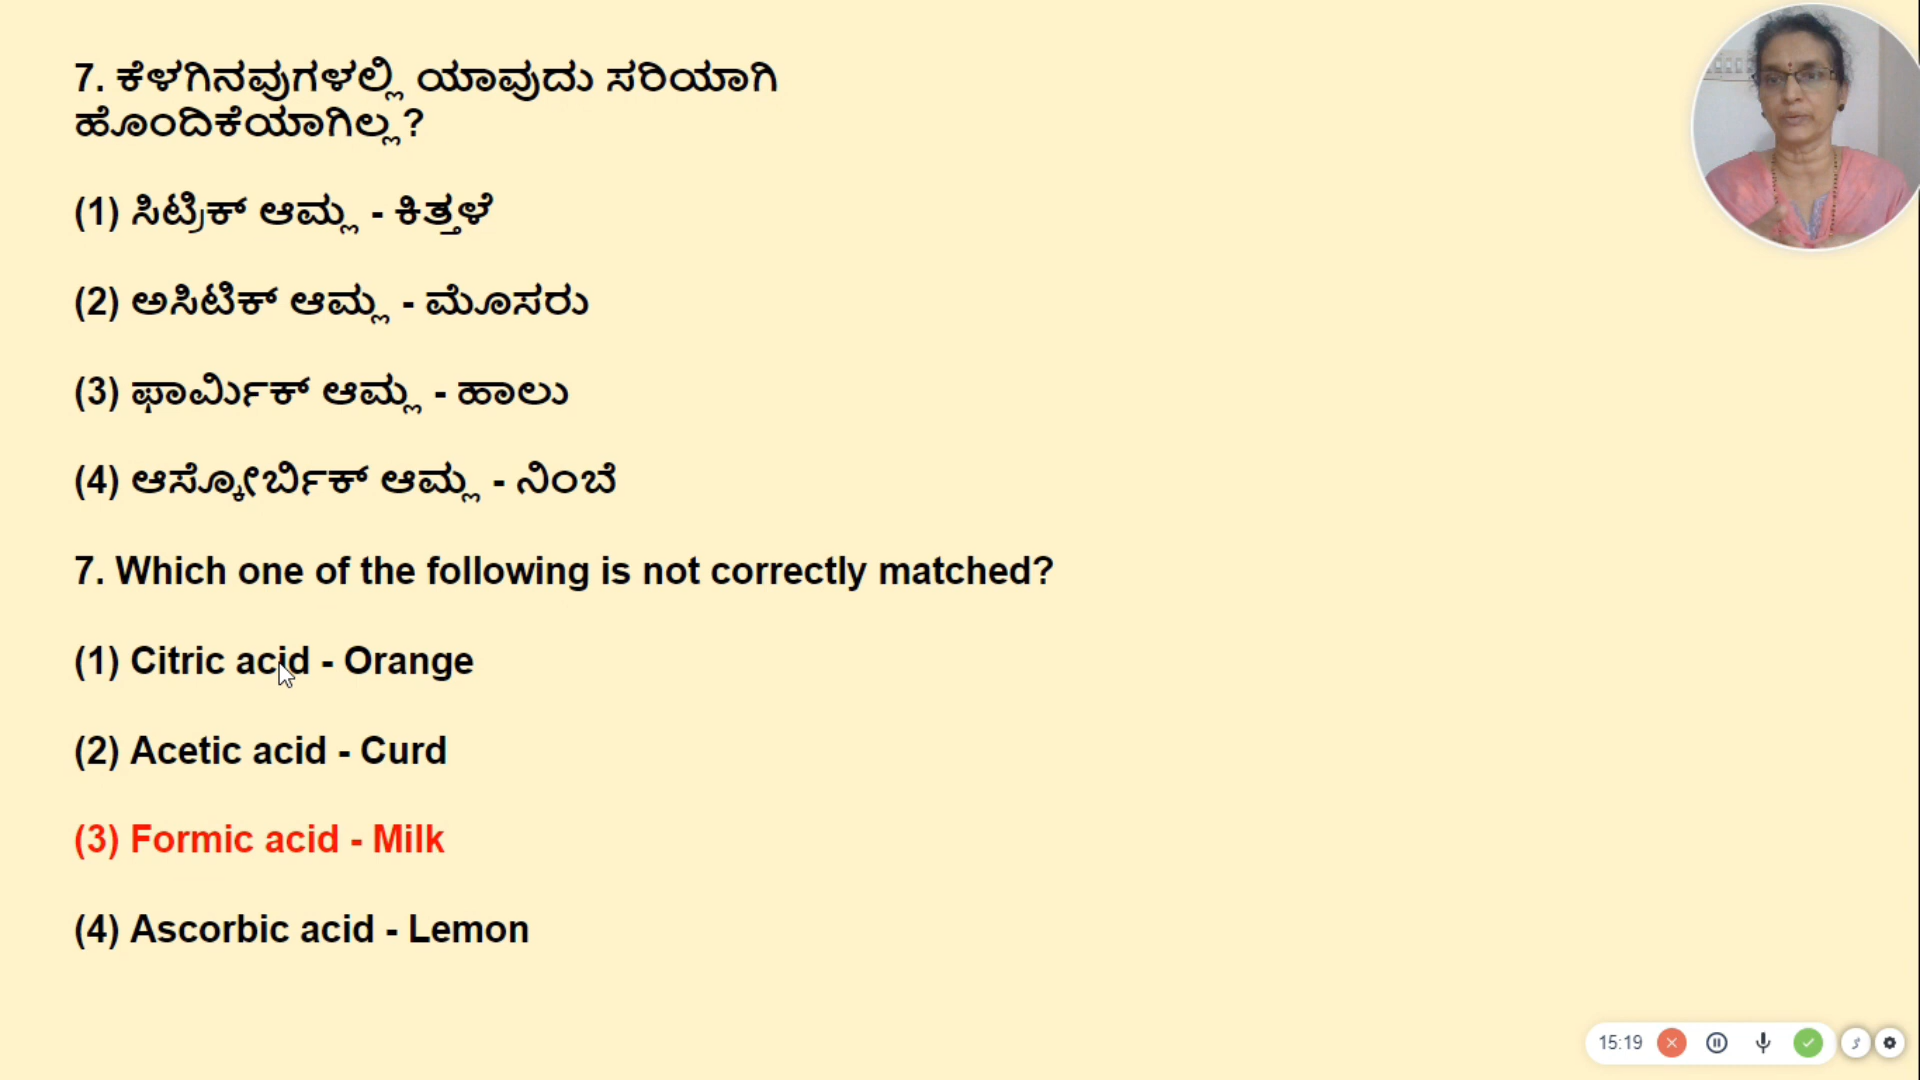 7. ಕೆಳಗಿನವುಗಳಲ್ಲಿ ಯಾವುದು ಸರಿಯಾಗಿ
ಹೊಂದಿಕೆಯಾಗಿಲ್ಲ?
(1) ಸಿಟ್ರಿಕ್ ಆಮ್ಲ - ಕಿತ್ತಳೆ
(2) ಅಸಿಟಿಕ್ ಆಮ್ಲ - ಮೊಸರು
(3) ಫಾರ್ಮಿಕ್ ಆಮ್ಲ - ಹಾಲು
(4) ಆಸ್ಕೋರ್ಬಿಕ್ ಆಮ್ಲ - ನಿಂಬೆ
7. Which one of the following is not correctly matched?
(1) Citric acid - Orange
(2) Acetic acid - Curd
(3) Formic acid - Milk
(4) Ascorbic acid - Lemon
15:19